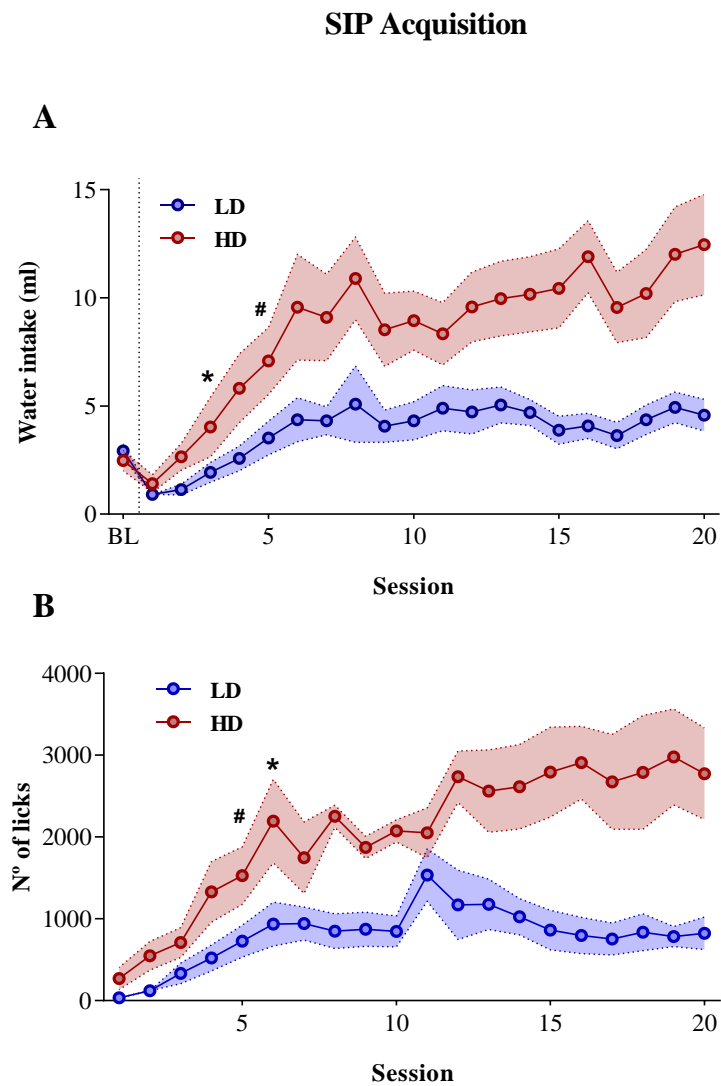 SIP Acquisition
A
Water intake (ml)
15
10
5
0
LD
HD
*
#
BL
5
10
15
20
Session
B
Nº of licks
4000
3000
2000
1000
0
LD
HD
#
*
5
10
15
20
Session